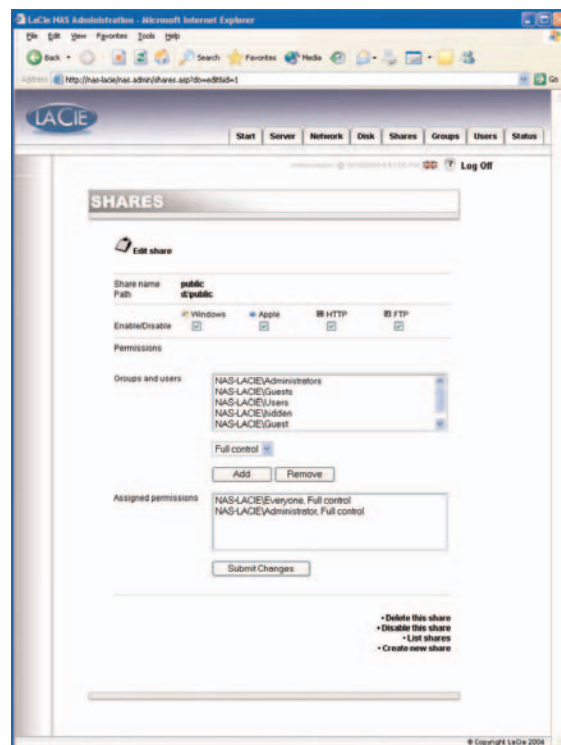 LaCie NAS Administration - Microsoft Internet Explorer
File Edit View Favorites Tools Help
Back Search Favorites Media
Address http://nas-lacie/nas.admin/shares.asp?do=edit&id=1 Go
LACIE
Start Server Network Disk Shares Groups Users Status
? Log Off
SHARES
Edit share
Share name public
Path d:\public
Windows Apple HTTP FTP
Enable/Disable
Permissions
Groups and users
NAS-LACIE\Administrators
NAS-LACIE\Guests
NAS-LACIE\Users
NAS-LACIE\hidden
NAS-LACIE\Guest
Full control
Add Remove
Assigned permissions
NAS-LACIE\Everyone, Full control
NAS-LACIE\Administrator, Full control
Submit Changes
• Delete this share
• Disable this share
• List shares
• Create new share
© Copyright LaCie 2004